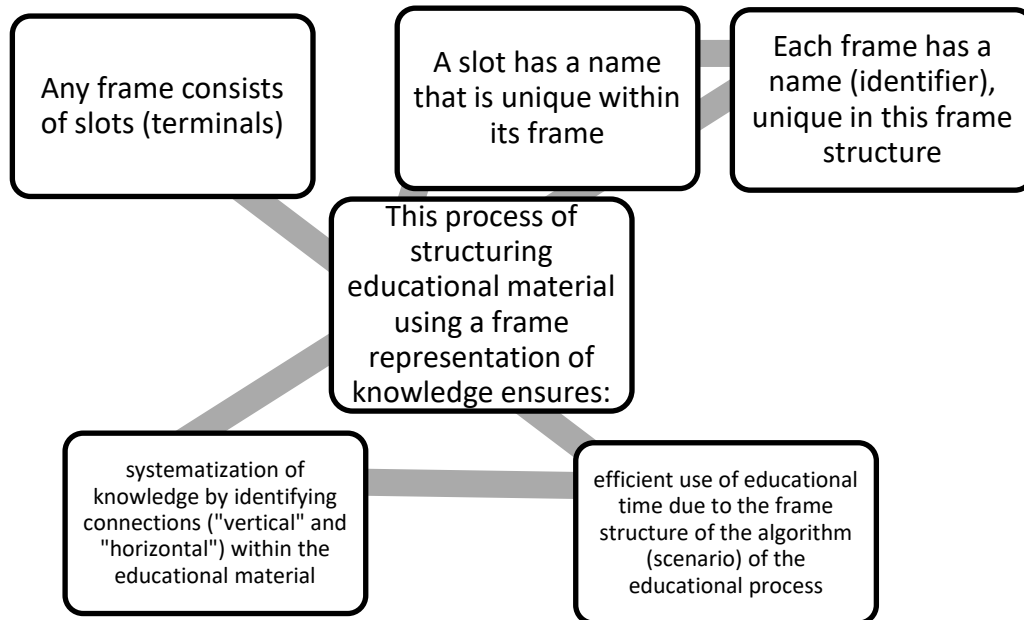 Any frame consists
of slots (terminals)
A slot has a name
that is unique within
its frame
Each frame has a
name (identifier),
unique in this frame
structure
This process of
structuring
educational material
using a frame
representation of
knowledge ensures:
systematization of
knowledge by identifying
connections ("vertical" and
"horizontal") within the
educational material
efficient use of educational
time due to the frame
structure of the algorithm
(scenario) of the
educational process